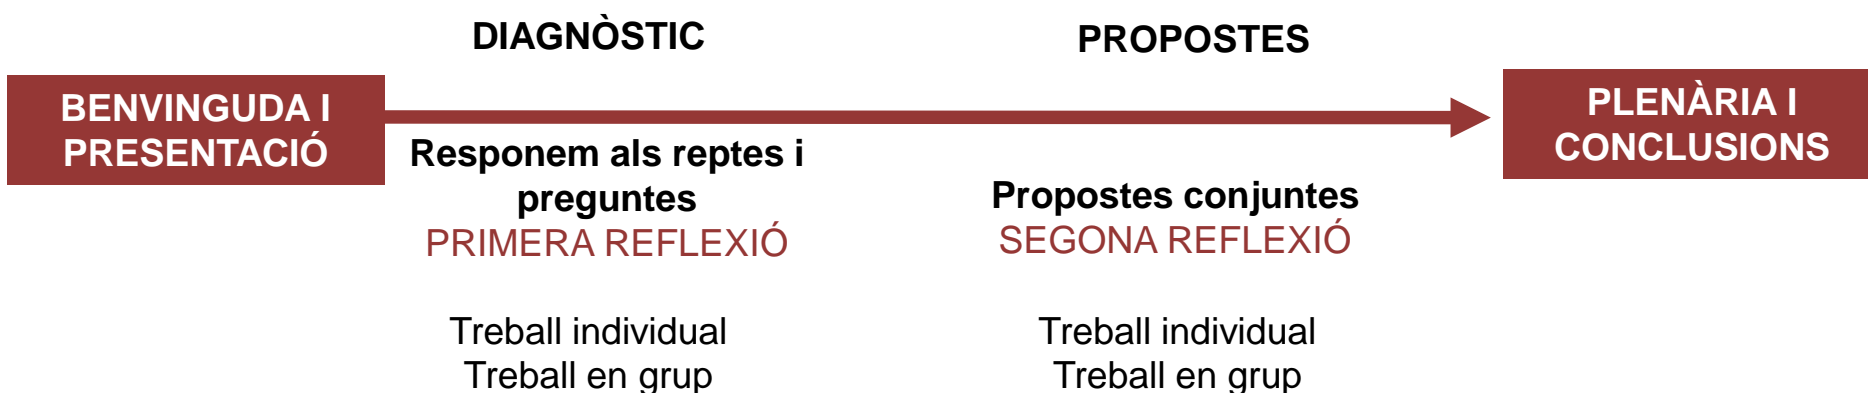 DIAGNÒSTIC
PROPOSTES
BENVINGUDA I
PRESENTACIÓ
Responem als reptes i
preguntes
PRIMERA REFLEXIÓ
Treball individual
Treball en grup
Propostes conjuntes
SEGONA REFLEXIÓ
Treball individual
Treball en grup
PLENÀRIA I
CONCLUSIONS